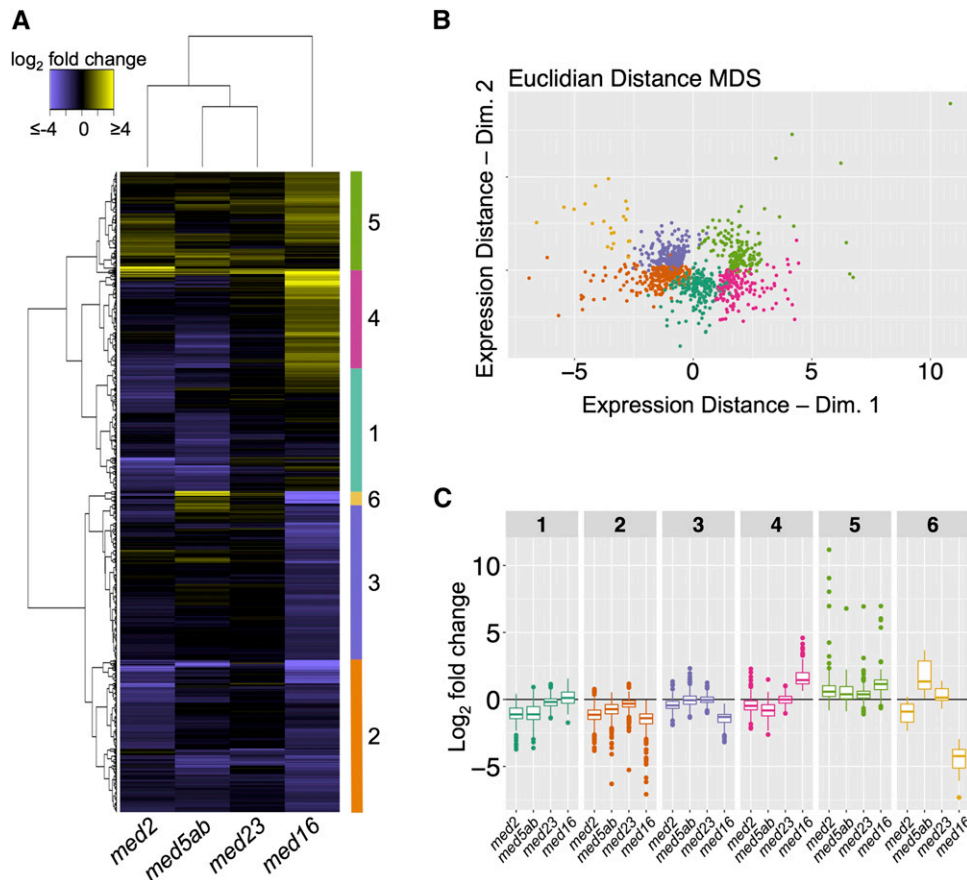 A
log2 fold change
≤-4 0 ≥4
5
4
1
6
3
2
med2 med5ab med23 med16
B
Euclidian Distance MDS
Expression Distance – Dim. 2
−5 0 5 10
Expression Distance – Dim. 1
C
1 2 3 4 5 6
Log2 fold change
10
5
0
−5
med2 med5ab med23 med16 med2 med5ab med23 med16 med2 med5ab med23 med16 med2 med5ab med23 med16 med2 med5ab med23 med16 med2 med5ab med23 med16